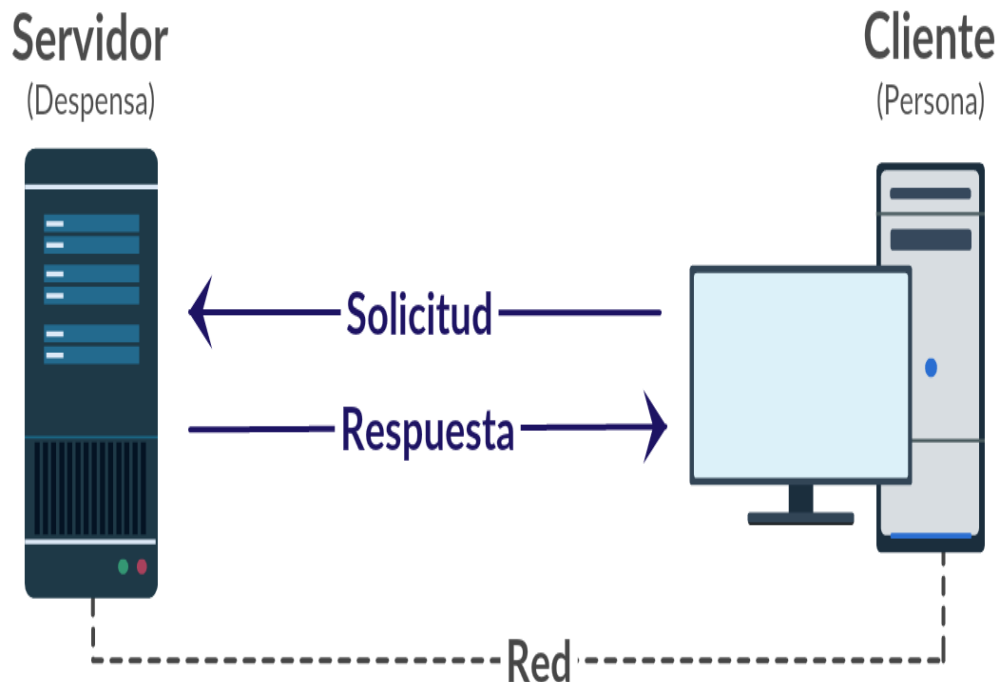 Servidor
(Despensa)
Cliente
(Persona)
Solicitud
Respuesta
Red